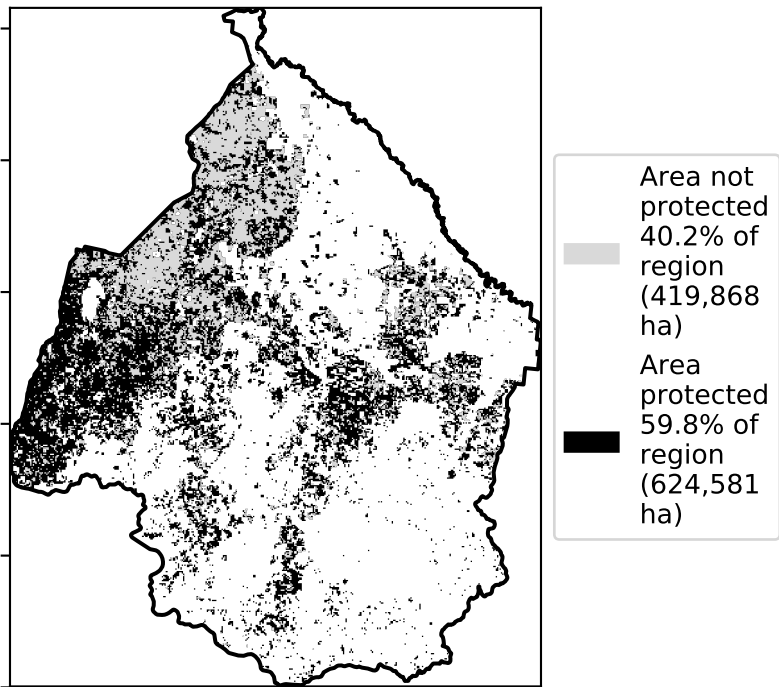 Area not
protected
40.2% of
region
(419,868
ha)
Area
protected
59.8% of
region
(624,581
ha)